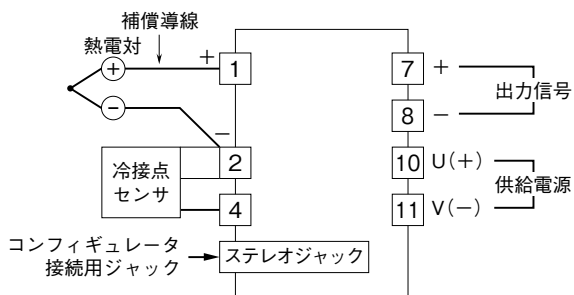 補償導線
熱電対
+
+
1
−
−
2
冷接点
センサ
4
コンフィギュレータ
接続用ジャック
ステレオジャック
7
+
8
−
出力信号
10
U(+)
11
V(−)
供給電源